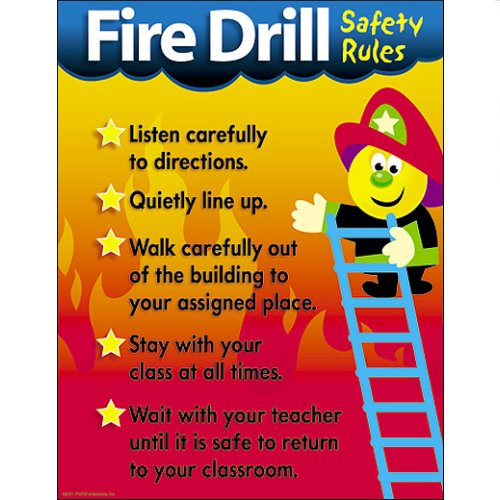 Fire Drill Safety
Rules
Listen carefully
to directions.
Quietly line up.
Walk carefully out
of the building to
your assigned place.
Stay with your
class at all times.
Wait with your teacher
until it is safe to return
to your classroom.